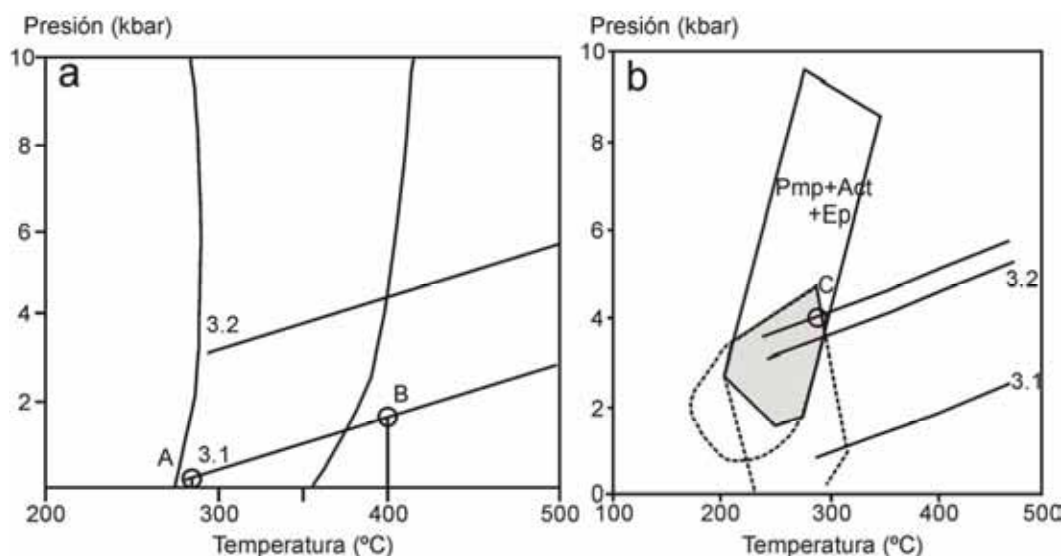 Presión (kbar)
10
a
8
6
4
3.2
2
B
A
3.1
200
300
400
500
Temperatura (ºC)
Presión (kbar)
10
b
8
Pmp+Act
+Ep
6
C
4
3.2
2
3.1
0
100
200
300
400
500
Temperatura (ºC)